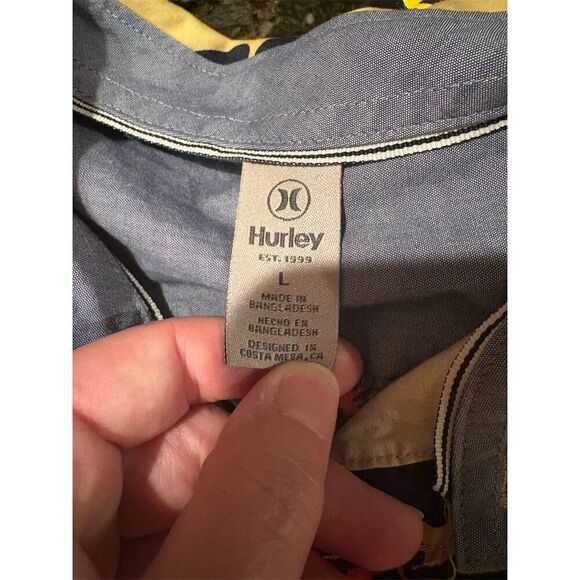 Hurley
EST. 1999
L
MADE IN
BANGLADESH
HECHO EN
BANGLADESH
DESIGNED IN
COSTA MESA, CA